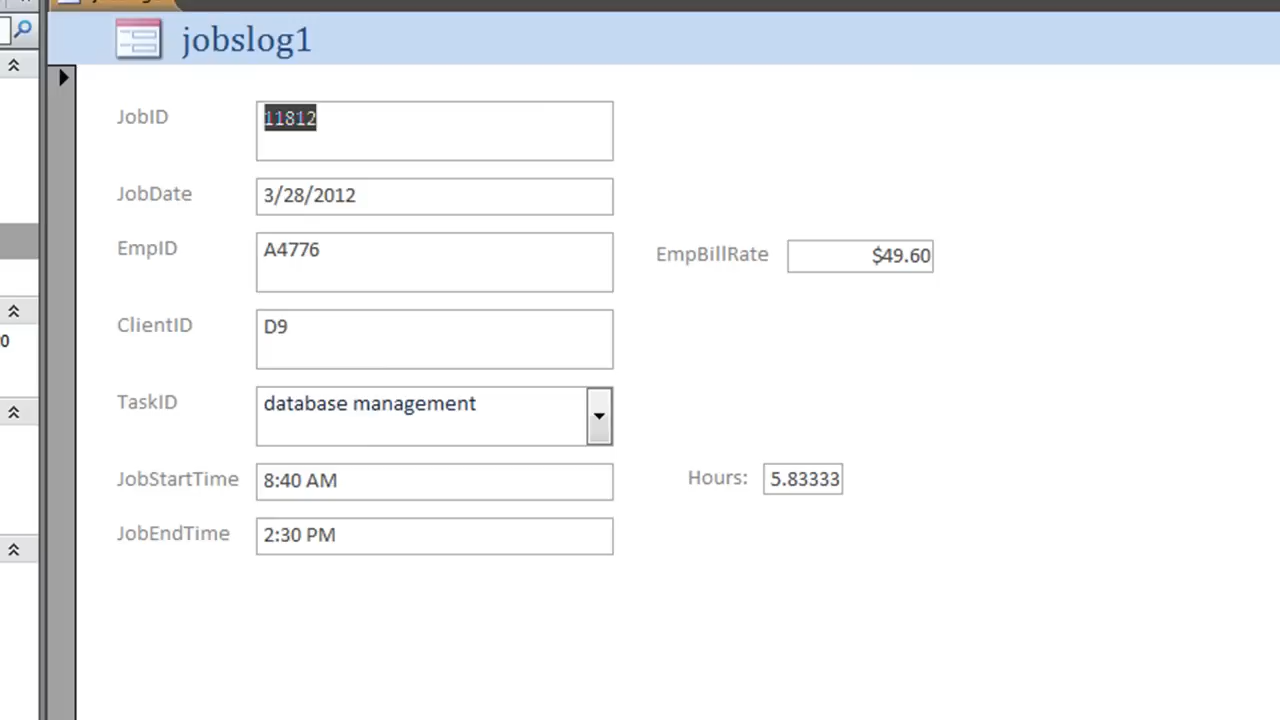 jobslog1
JobID 11812
JobDate 3/28/2012
EmpID A4776 EmpBillRate $49.60
ClientID D9
TaskID database management
JobStartTime 8:40 AM Hours: 5.83333
JobEndTime 2:30 PM